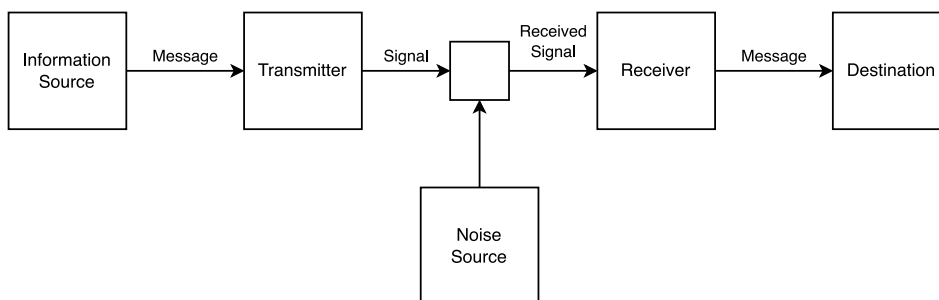 Information
Source
Message
Transmitter
Signal
Received
Signal
Receiver
Message
Destination
Noise
Source